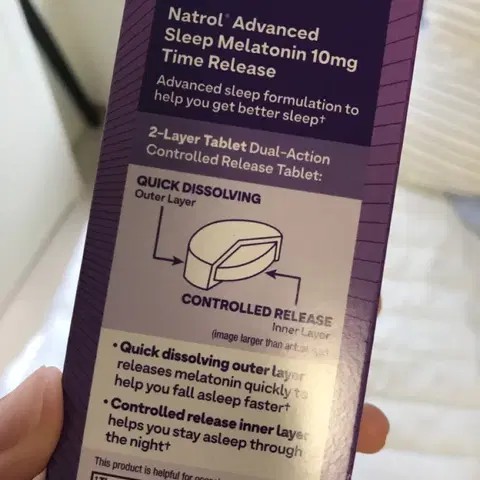 Natrol® Advanced
Sleep Melatonin 10mg
Time Release
Advanced sleep formulation to
help you get better sleep†
2-Layer Tablet Dual-Action
Controlled Release Tablet:
QUICK DISSOLVING
Outer Layer
CONTROLLED RELEASE
Inner Layer
(image larger than actual
• Quick dissolving outer layer
releases melatonin quickly to
help you fall asleep faster†
• Controlled release inner layer
helps you stay asleep through
the night†
This product is helpful for